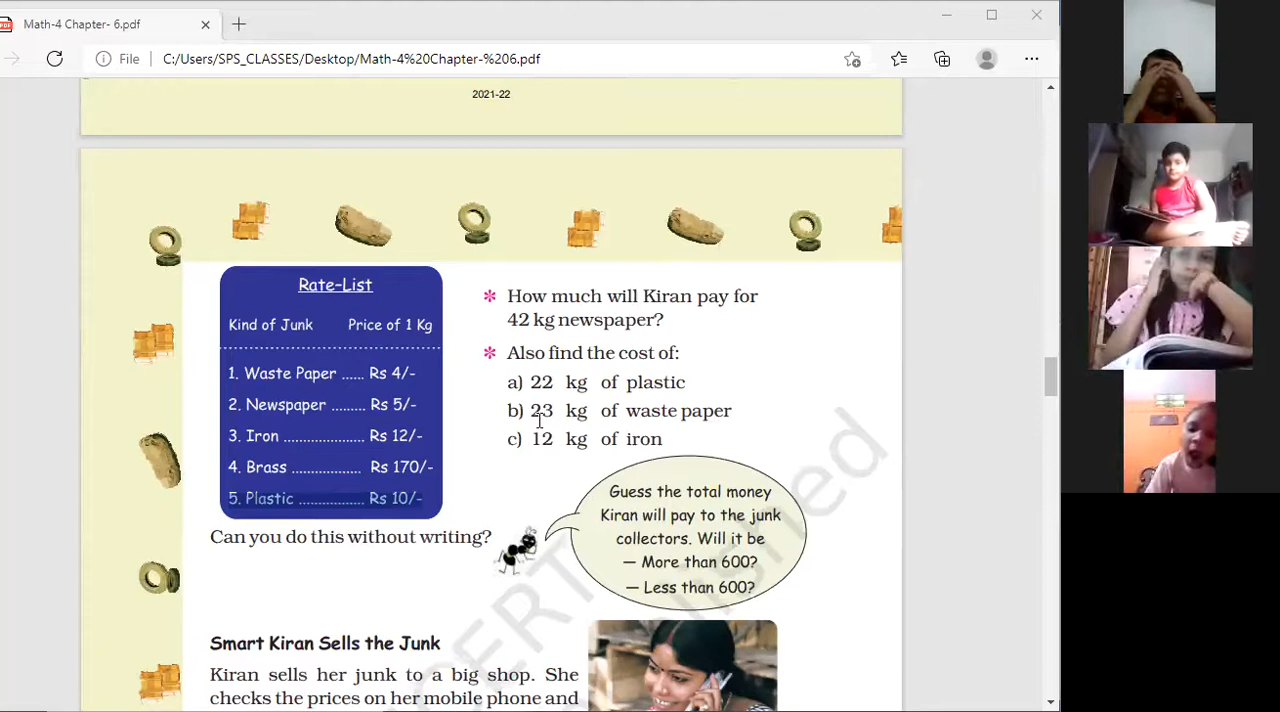 Math-4 Chapter- 6.pdf
File
C:/Users/SPS_CLASSES/Desktop/Math-4%20Chapter-%206.pdf
2021-22
Rate-List
Kind of Junk Price of 1 Kg
1. Waste Paper ...... Rs 4/-
2. Newspaper ......... Rs 5/-
3. Iron ..................... Rs 12/-
4. Brass .................. Rs 170/-
5. Plastic ................. Rs 10/-
Can you do this without writing?
* How much will Kiran pay for
42 kg newspaper?
* Also find the cost of:
a) 22 kg of plastic
b) 23 kg of waste paper
c) 12 kg of iron
Guess the total money
Kiran will pay to the junk
collectors. Will it be
— More than 600?
— Less than 600?
Smart Kiran Sells the Junk
Kiran sells her junk to a big shop. She
checks the prices on her mobile phone and